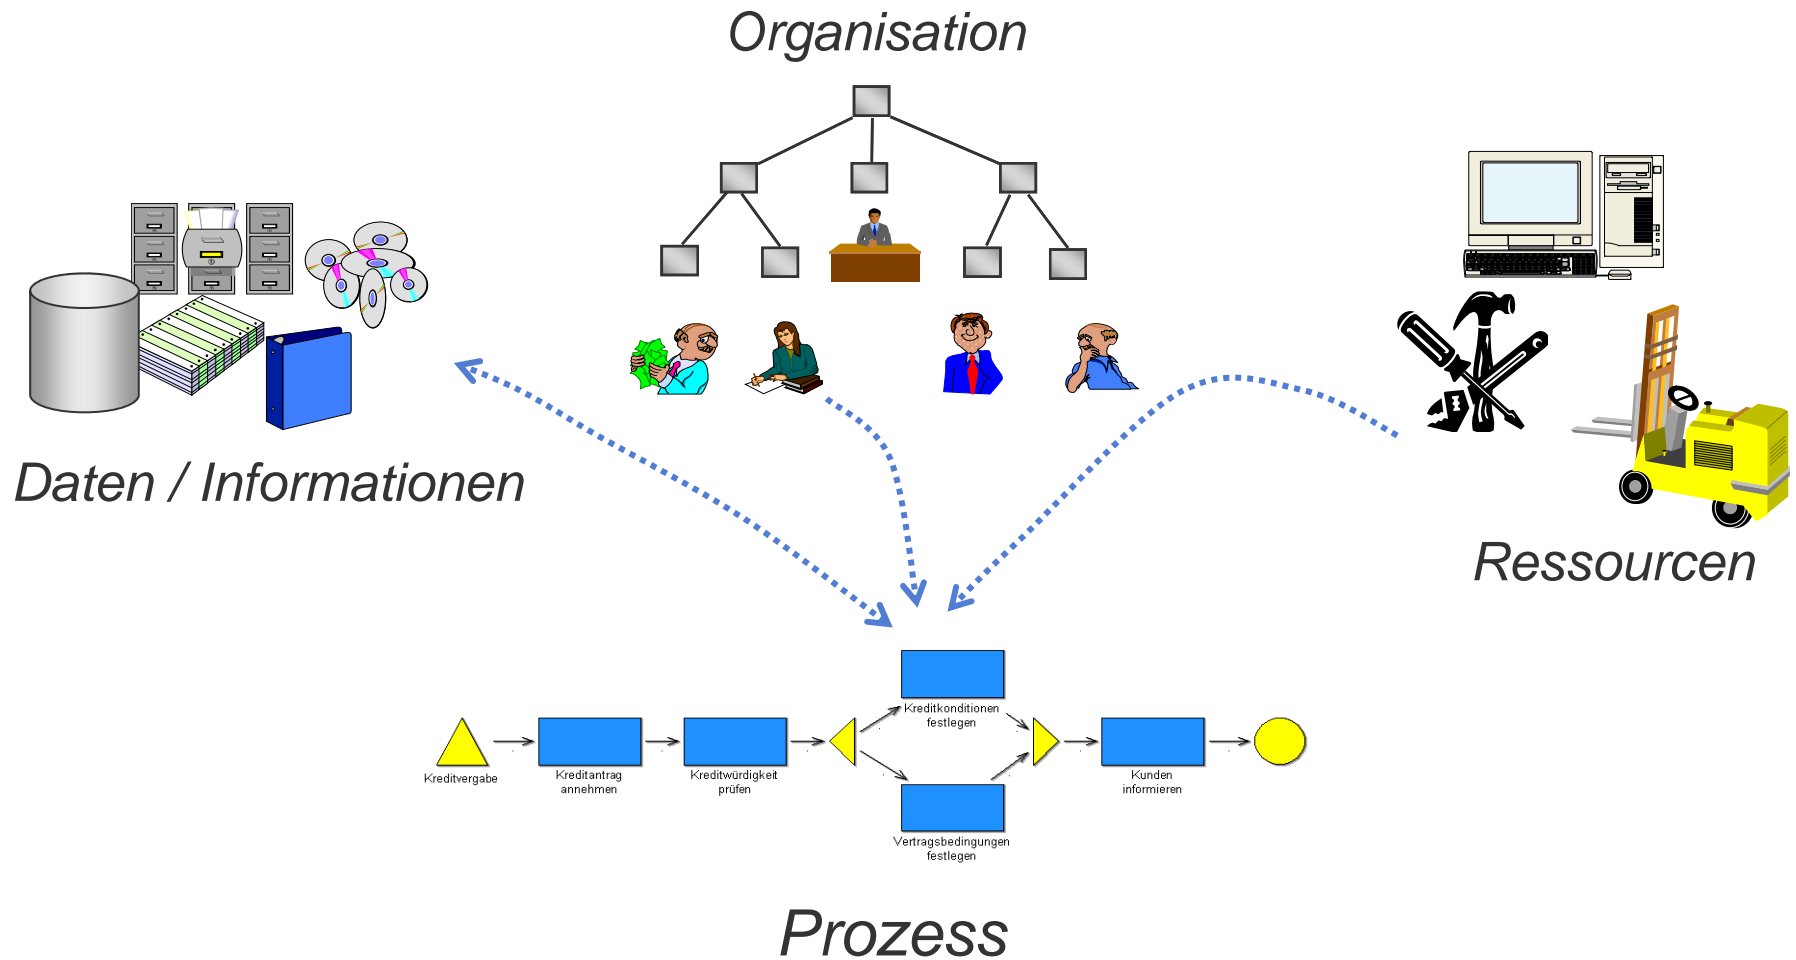 Organisation
Daten / Informationen
Ressourcen
Kreditvergabe
Kreditantrag
annehmen
Kreditwürdigkeit
prüfen
Kreditkonditionen
festlegen
Vertragsbedingungen
festlegen
Kunden
informieren
Prozess